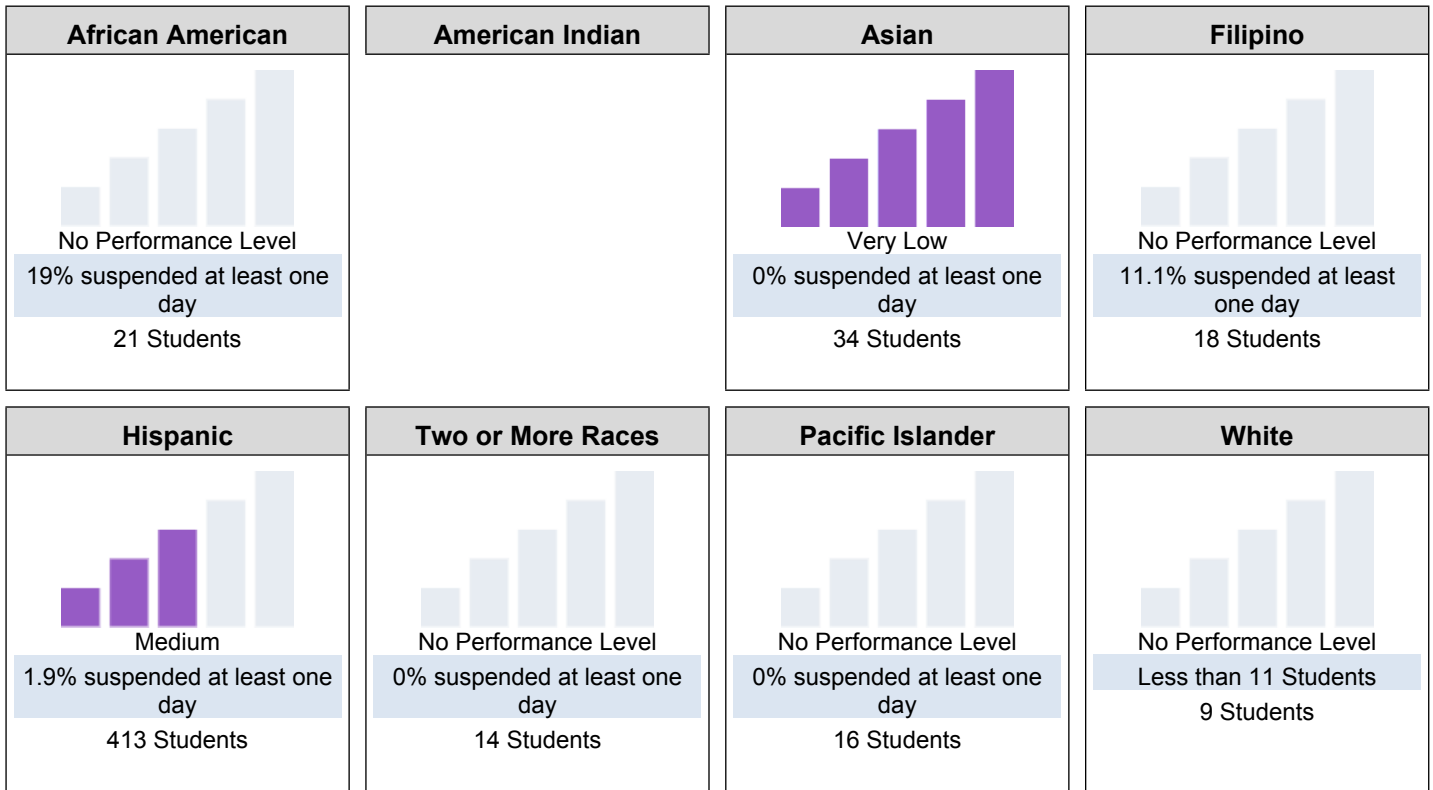 African American
No Performance Level
19% suspended at least one
day
21 Students
American Indian
Asian
Very Low
0% suspended at least one
day
34 Students
Filipino
No Performance Level
11.1% suspended at least
one day
18 Students
Hispanic
Medium
1.9% suspended at least one
day
413 Students
Two or More Races
No Performance Level
0% suspended at least one
day
14 Students
Pacific Islander
No Performance Level
0% suspended at least one
day
16 Students
White
No Performance Level
Less than 11 Students
9 Students